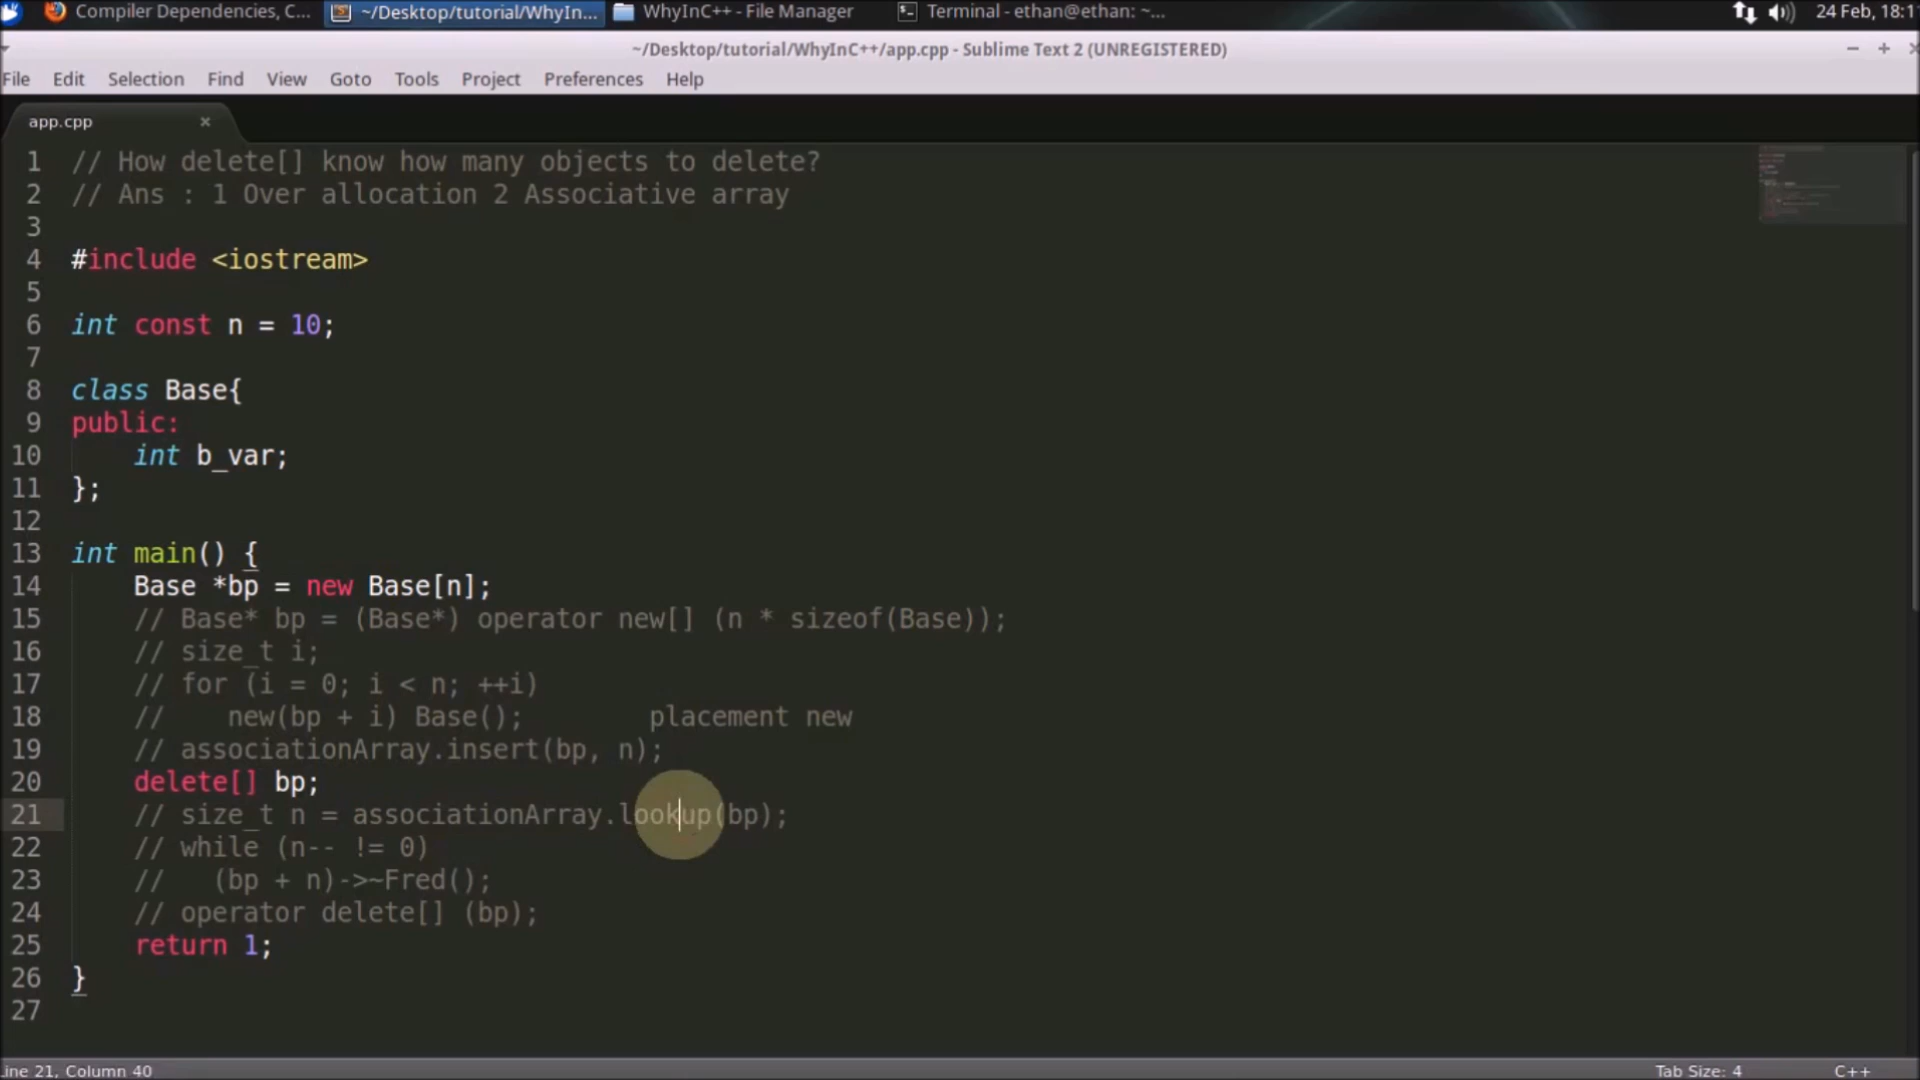 Compiler Dependencies, C...
~/Desktop/tutorial/WhyIn...
WhyInC++ - File Manager
Terminal - ethan@ethan: ~...
24 Feb, 18:1
~/Desktop/tutorial/WhyInC++/app.cpp - Sublime Text 2 (UNREGISTERED)
File Edit Selection Find View Goto Tools Project Preferences Help
app.cpp
1 // How delete[] know how many objects to delete?
2 // Ans : 1 Over allocation 2 Associative array
3
4 #include <iostream>
5
6 int const n = 10;
7
8 class Base{
9 public:
10     int b_var;
11 };
12
13 int main() {
14     Base *bp = new Base[n];
15     // Base* bp = (Base*) operator new[] (n * sizeof(Base));
16     // size_t i;
17     // for (i = 0; i < n; ++i)
18     //    new(bp + i) Base();        placement new
19     // associationArray.insert(bp, n);
20     delete[] bp;
21     // size_t n = associationArray.lookup(bp);
22     // while (n-- != 0)
23     //   (bp + n)->~Fred();
24     // operator delete[] (bp);
25     return 1;
26 }
27
ine 21, Column 40
Tab Size: 4
C++